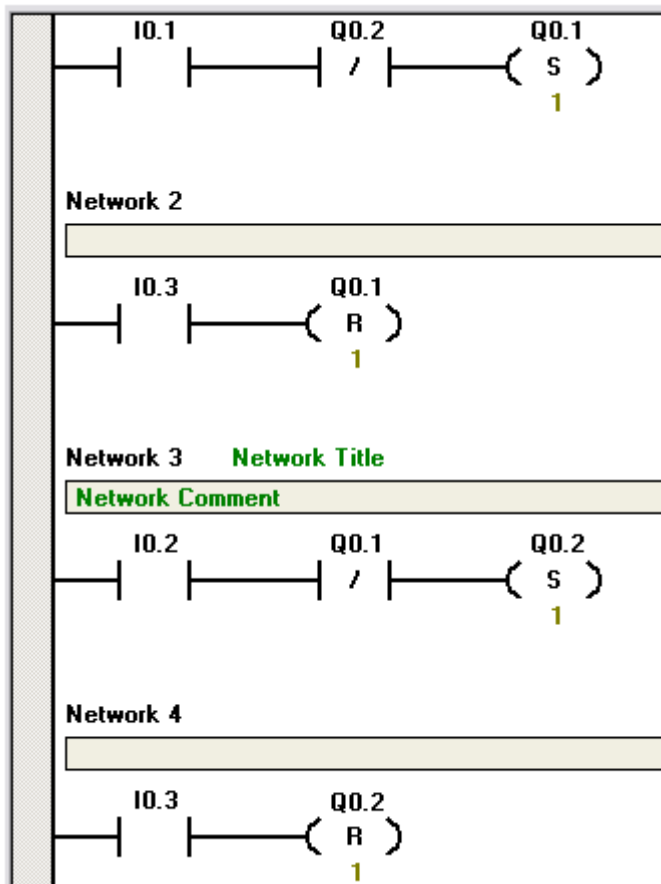 I0.1 Q0.2 Q0.1
/ S
1
Network 2
I0.3 Q0.1
R
1
Network 3 Network Title
Network Comment
I0.2 Q0.1 Q0.2
/ S
1
Network 4
I0.3 Q0.2
R
1